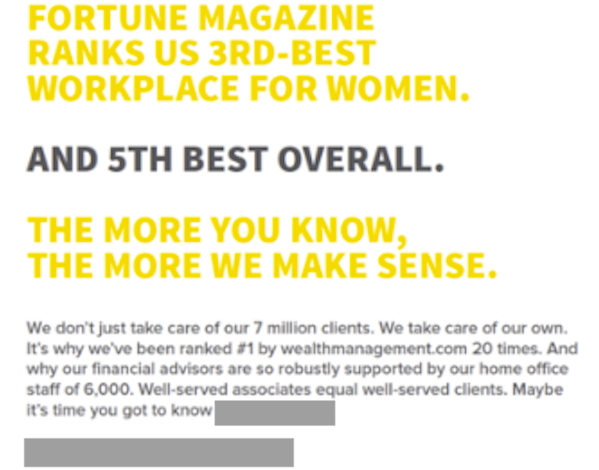 FORTUNE MAGAZINE
RANKS US 3RD-BEST
WORKPLACE FOR WOMEN.
AND 5TH BEST OVERALL.
THE MORE YOU KNOW,
THE MORE WE MAKE SENSE.
We don't just take care of our 7 million clients. We take care of our own.
It's why we've been ranked #1 by wealthmanagement.com 20 times. And
why our financial advisors are so robustly supported by our home office
staff of 6,000. Well-served associates equal well-served clients. Maybe
it's time you got to know